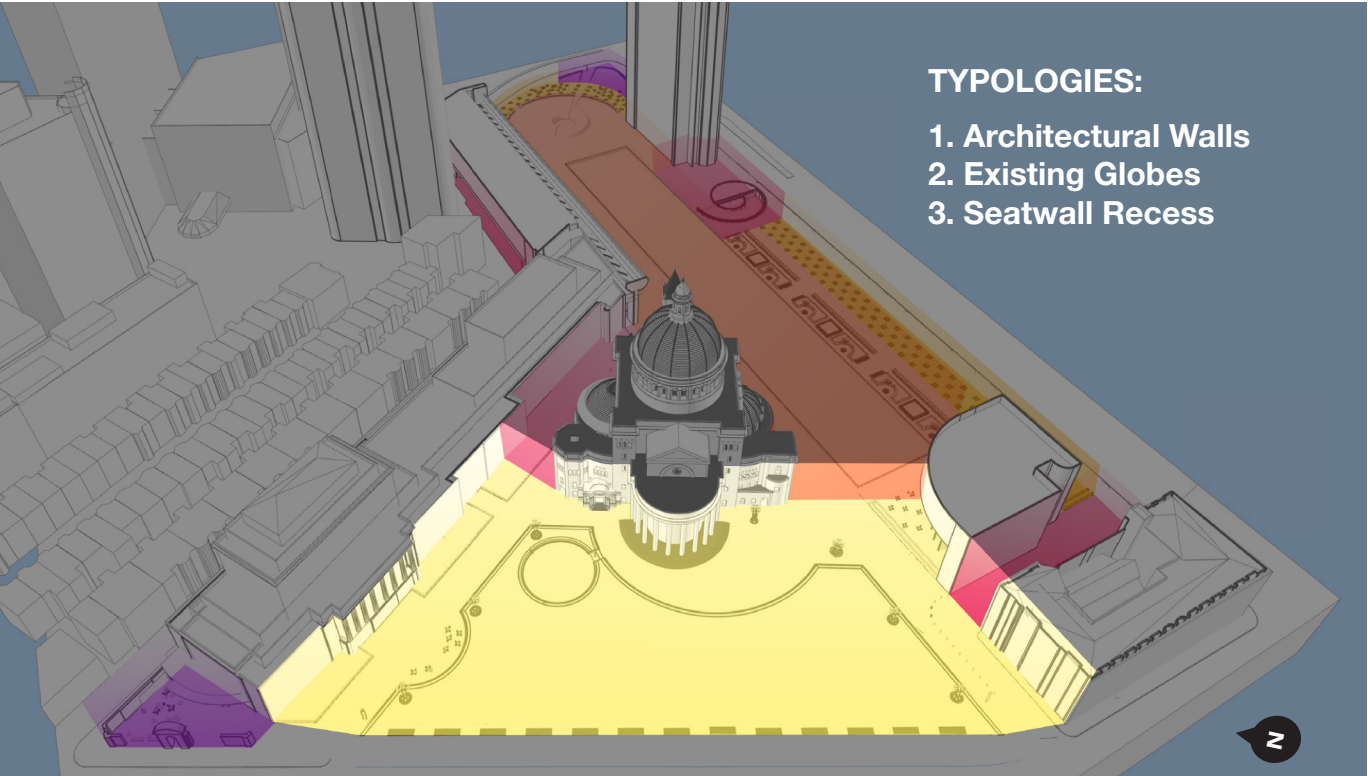 TYPOLOGIES:
1. Architectural Walls
2. Existing Globes
3. Seatwall Recess
N